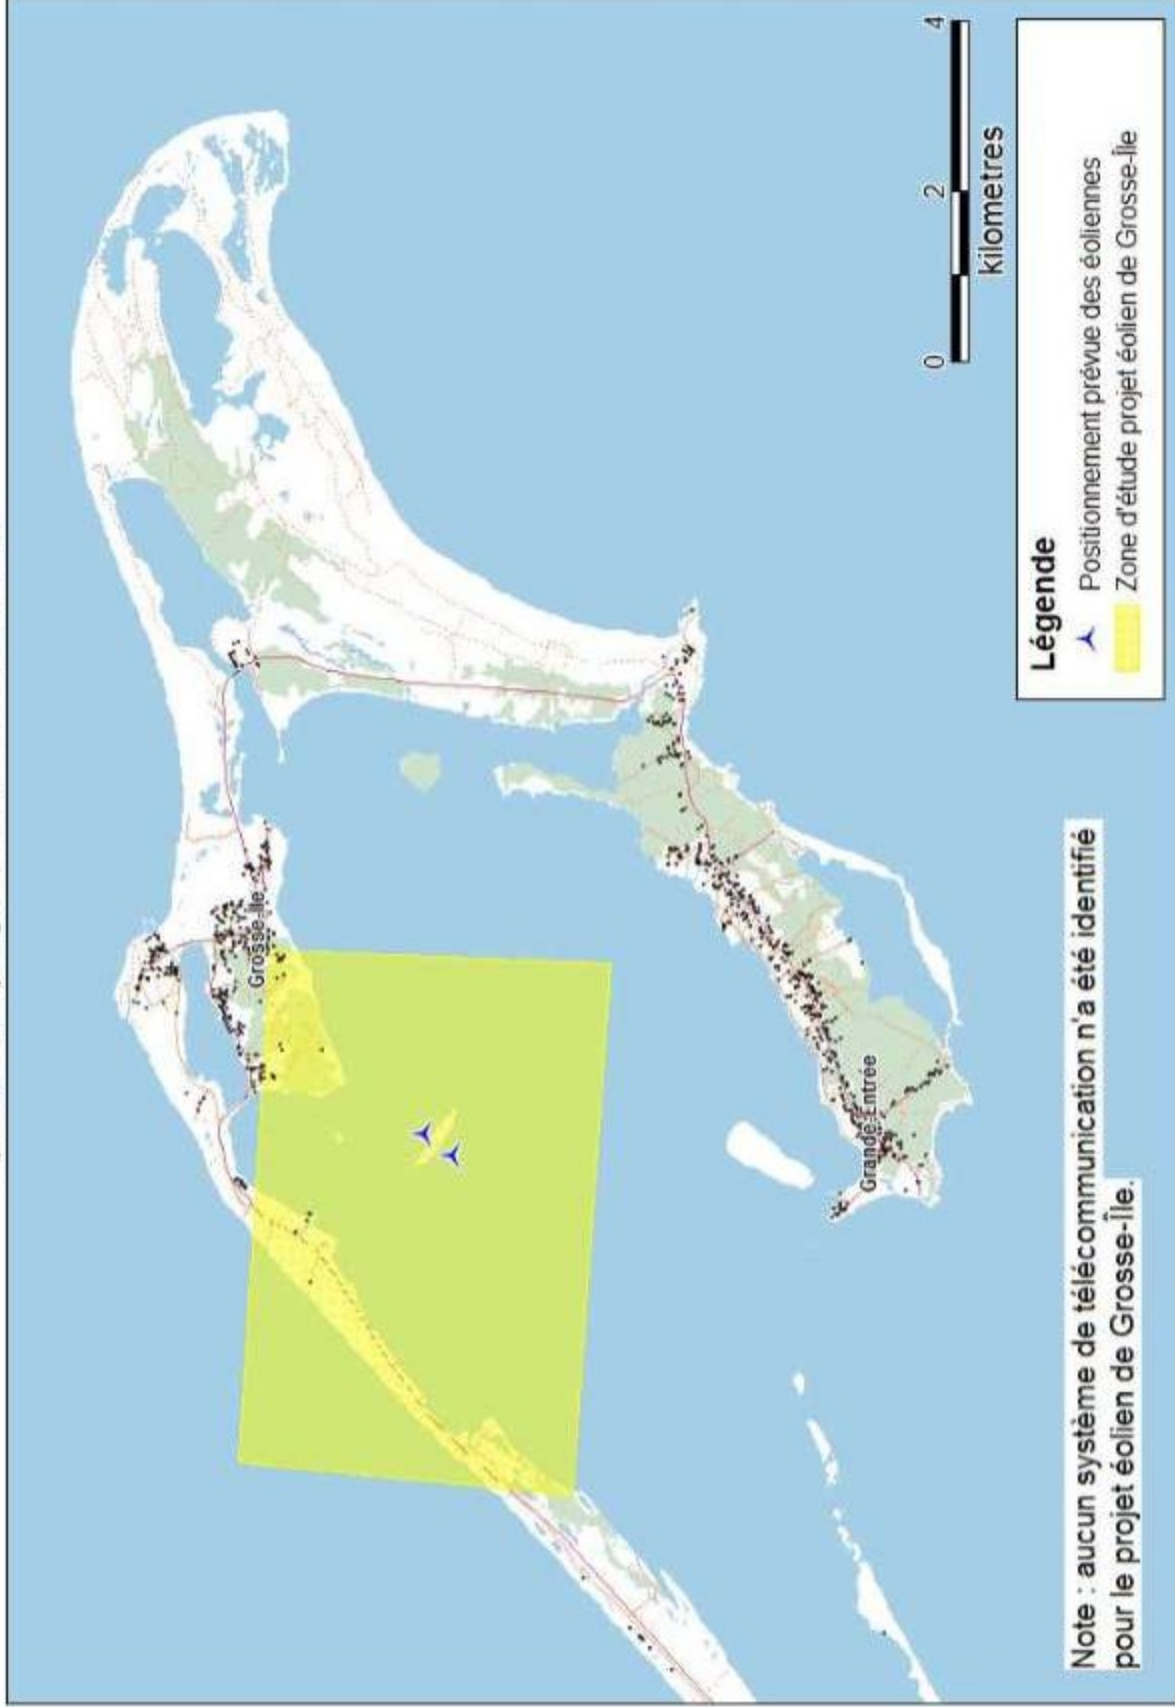 Grosse-Île
Grande-Entrée
0 2 4
kilometres
Légende
Positionnement prévue des éoliennes
Zone d'étude projet éolien de Grosse-Île
Note : aucun système de télécommunication n'a été identifié
pour le projet éolien de Grosse-Île.